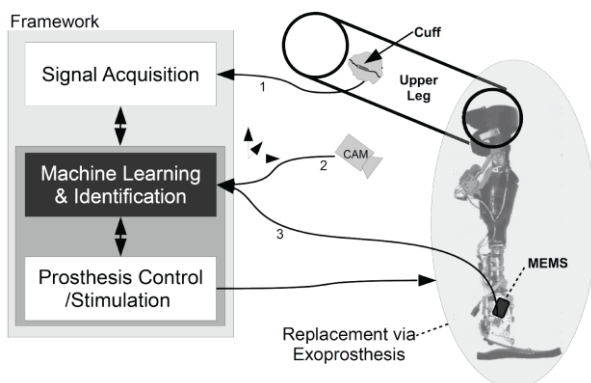 Framework
Signal Acquisition
Cuff
Upper
Leg
1
Machine Learning
& Identification
2
CAM
3
Prosthesis Control
/Stimulation
MEMS
Replacement via
Exoprosthesis